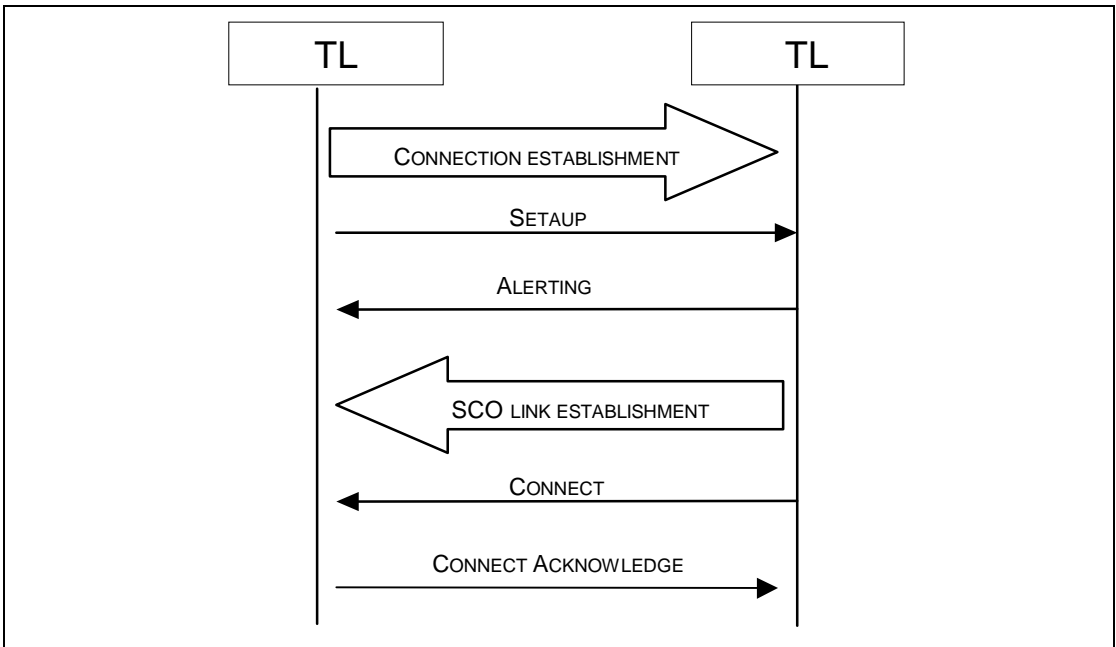 TL TL
CONNECTION ESTABLISHMENT
SETAUP
ALERTING
SCO LINK ESTABLISHMENT
CONNECT
CONNECT ACKNOWLEDGE